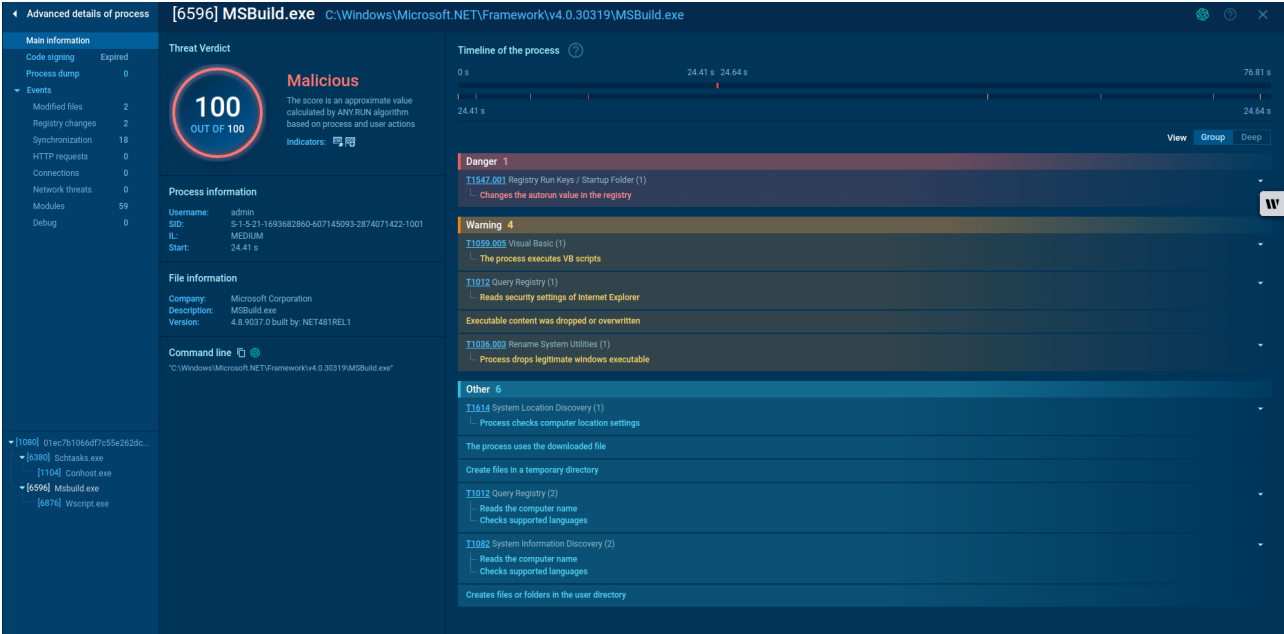 Advanced details of process
[6596] MSBuild.exe C:\Windows\Microsoft.NET\Framework\v4.0.30319\MSBuild.exe
Main information
Code signing Expired
Process dump 0
Events
Modified files 2
Registry changes 2
Synchronization 18
HTTP requests 0
Connections 0
Network threats 0
Modules 59
Debug 0
[1080] 01ec7b1066df7c55e262dc...
[6380] Schtasks.exe
[1104] Conhost.exe
[6596] Msbuild.exe
[6876] Wscript.exe
Threat Verdict
100
OUT OF 100
Malicious
The score is an approximate value
calculated by ANY.RUN algorithm
based on process and user actions
Indicators:
Process information
Username: admin
SID: S-1-5-21-1693682860-607145093-2874071422-1001
IL: MEDIUM
Start: 24.41 s
File information
Company: Microsoft Corporation
Description: MSBuild.exe
Version: 4.8.9037.0 built by: NET481REL1
Command line
"C:\Windows\Microsoft.NET\Framework\v4.0.30319\MSBuild.exe"
Timeline of the process ?
0 s 24.41 s 24.64 s 76.81 s
24.41 s 24.64 s
View Group Deep
Danger 1
T1547.001 Registry Run Keys / Startup Folder (1)
Changes the autorun value in the registry
Warning 4
T1059.005 Visual Basic (1)
The process executes VB scripts
T1012 Query Registry (1)
Reads security settings of Internet Explorer
Executable content was dropped or overwritten
T1036.003 Rename System Utilities (1)
Process drops legitimate windows executable
Other 6
T1614 System Location Discovery (1)
Process checks computer location settings
The process uses the downloaded file
Create files in a temporary directory
T1012 Query Registry (2)
Reads the computer name
Checks supported languages
T1082 System Information Discovery (2)
Reads the computer name
Checks supported languages
Creates files or folders in the user directory
W